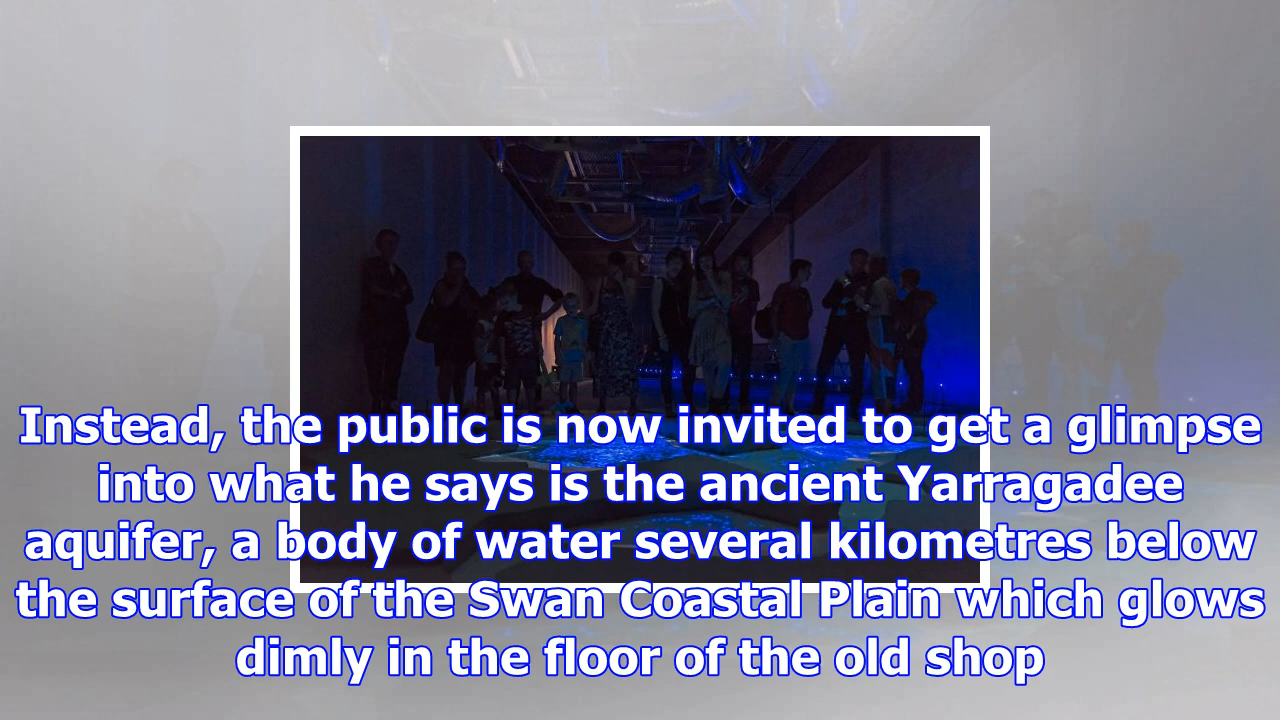 Instead, the public is now invited to get a glimpse
into what he says is the ancient Yarragadee
aquifer, a body of water several kilometres below
the surface of the Swan Coastal Plain which glows
dimly in the floor of the old shop